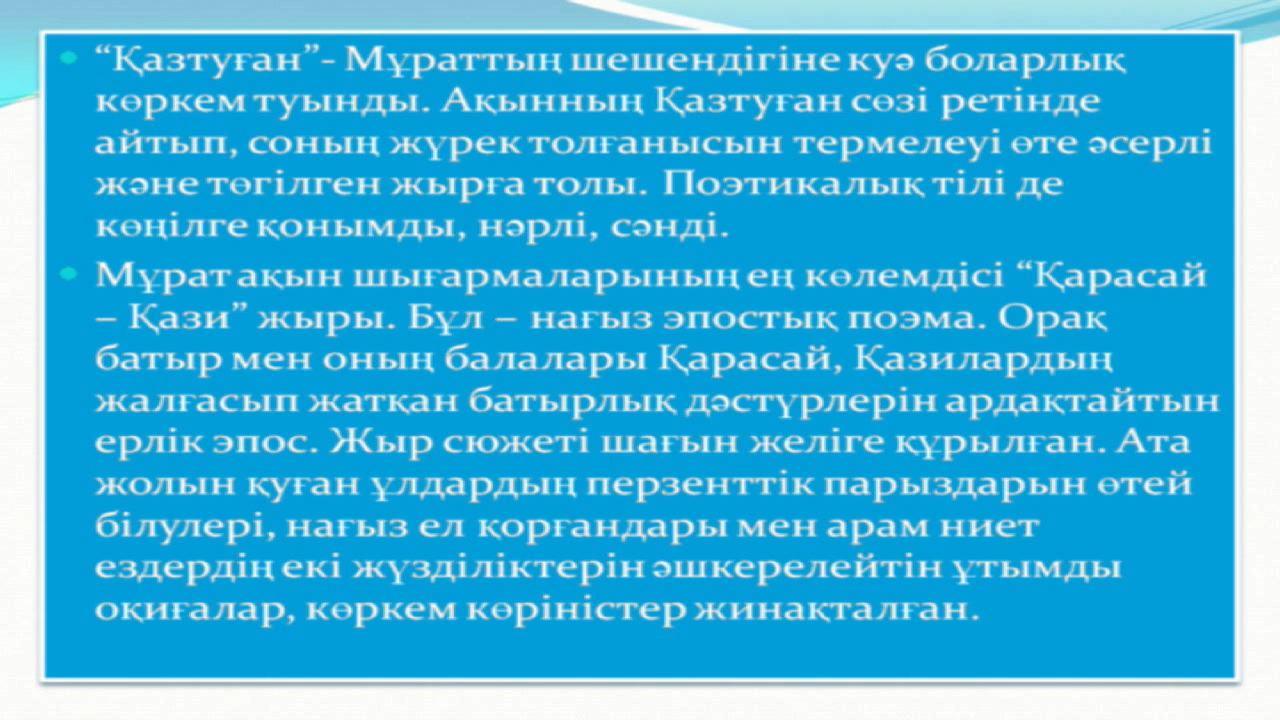 “Қазтуған”- Мұраттың шешендігіне куә боларлық
көркем туынды. Ақынның Қазтуған сөзі ретінде
айтып, соның жүрек толғанысын термелеуі өте әсерлі
және төгілген жырға толы. Поэтикалық тілі де
көңілге қонымды, нәрлі, сәнді.
Мұрат ақын шығармаларының ең көлемдісі “Қарасай
– Қази” жыры. Бұл – нағыз эпостық поэма. Орақ
батыр мен оның балалары Қарасай, Қазилардың
жалғасып жатқан батырлық дәстүрлерін ардақтайтын
ерлік эпос. Жыр сюжеті шағын желіге құрылған. Ата
жолын қуған ұлдардың перзенттік парыздарын өтей
білулері, нағыз ел қорғандары мен арам ниет
ездердің екі жүзділіктерін әшкерелейтін ұтымды
оқиғалар, көркем көріністер жинақталған.